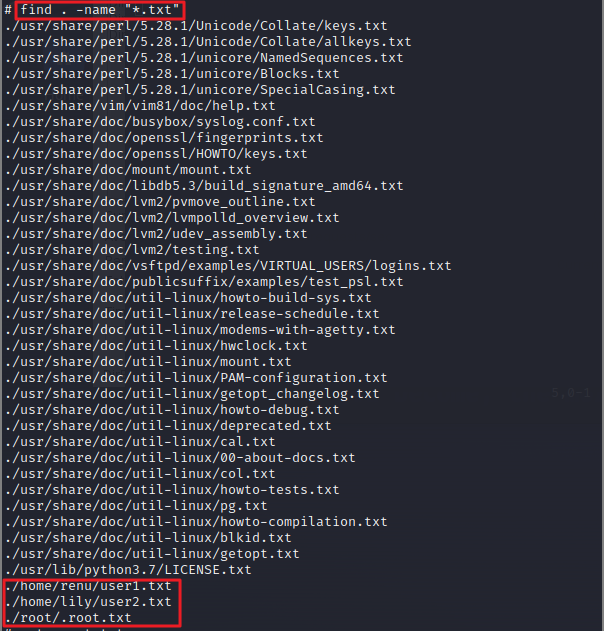 # find . -name "*.txt"
./usr/share/perl/5.28.1/Unicode/Collate/keys.txt
./usr/share/perl/5.28.1/Unicode/Collate/allkeys.txt
./usr/share/perl/5.28.1/unicore/NamedSequences.txt
./usr/share/perl/5.28.1/unicore/Blocks.txt
./usr/share/perl/5.28.1/unicore/SpecialCasing.txt
./usr/share/vim/vim81/doc/help.txt
./usr/share/doc/busybox/syslog.conf.txt
./usr/share/doc/openssl/fingerprints.txt
./usr/share/doc/openssl/HOWTO/keys.txt
./usr/share/doc/mount/mount.txt
./usr/share/doc/libdb5.3/build_signature_amd64.txt
./usr/share/doc/lvm2/pvmove_outline.txt
./usr/share/doc/lvm2/lvmpolld_overview.txt
./usr/share/doc/lvm2/udev_assembly.txt
./usr/share/doc/lvm2/testing.txt
./usr/share/doc/vsftpd/examples/VIRTUAL_USERS/logins.txt
./usr/share/doc/publicsuffix/examples/test_psl.txt
./usr/share/doc/util-linux/howto-build-sys.txt
./usr/share/doc/util-linux/release-schedule.txt
./usr/share/doc/util-linux/modems-with-agetty.txt
./usr/share/doc/util-linux/hwclock.txt
./usr/share/doc/util-linux/mount.txt
./usr/share/doc/util-linux/PAM-configuration.txt
./usr/share/doc/util-linux/getopt_changelog.txt
./usr/share/doc/util-linux/howto-debug.txt
./usr/share/doc/util-linux/deprecated.txt
./usr/share/doc/util-linux/cal.txt
./usr/share/doc/util-linux/00-about-docs.txt
./usr/share/doc/util-linux/col.txt
./usr/share/doc/util-linux/howto-tests.txt
./usr/share/doc/util-linux/pg.txt
./usr/share/doc/util-linux/howto-compilation.txt
./usr/share/doc/util-linux/blkid.txt
./usr/share/doc/util-linux/getopt.txt
./usr/lib/python3.7/LICENSE.txt
./home/renu/user1.txt
./home/lily/user2.txt
./root/.root.txt